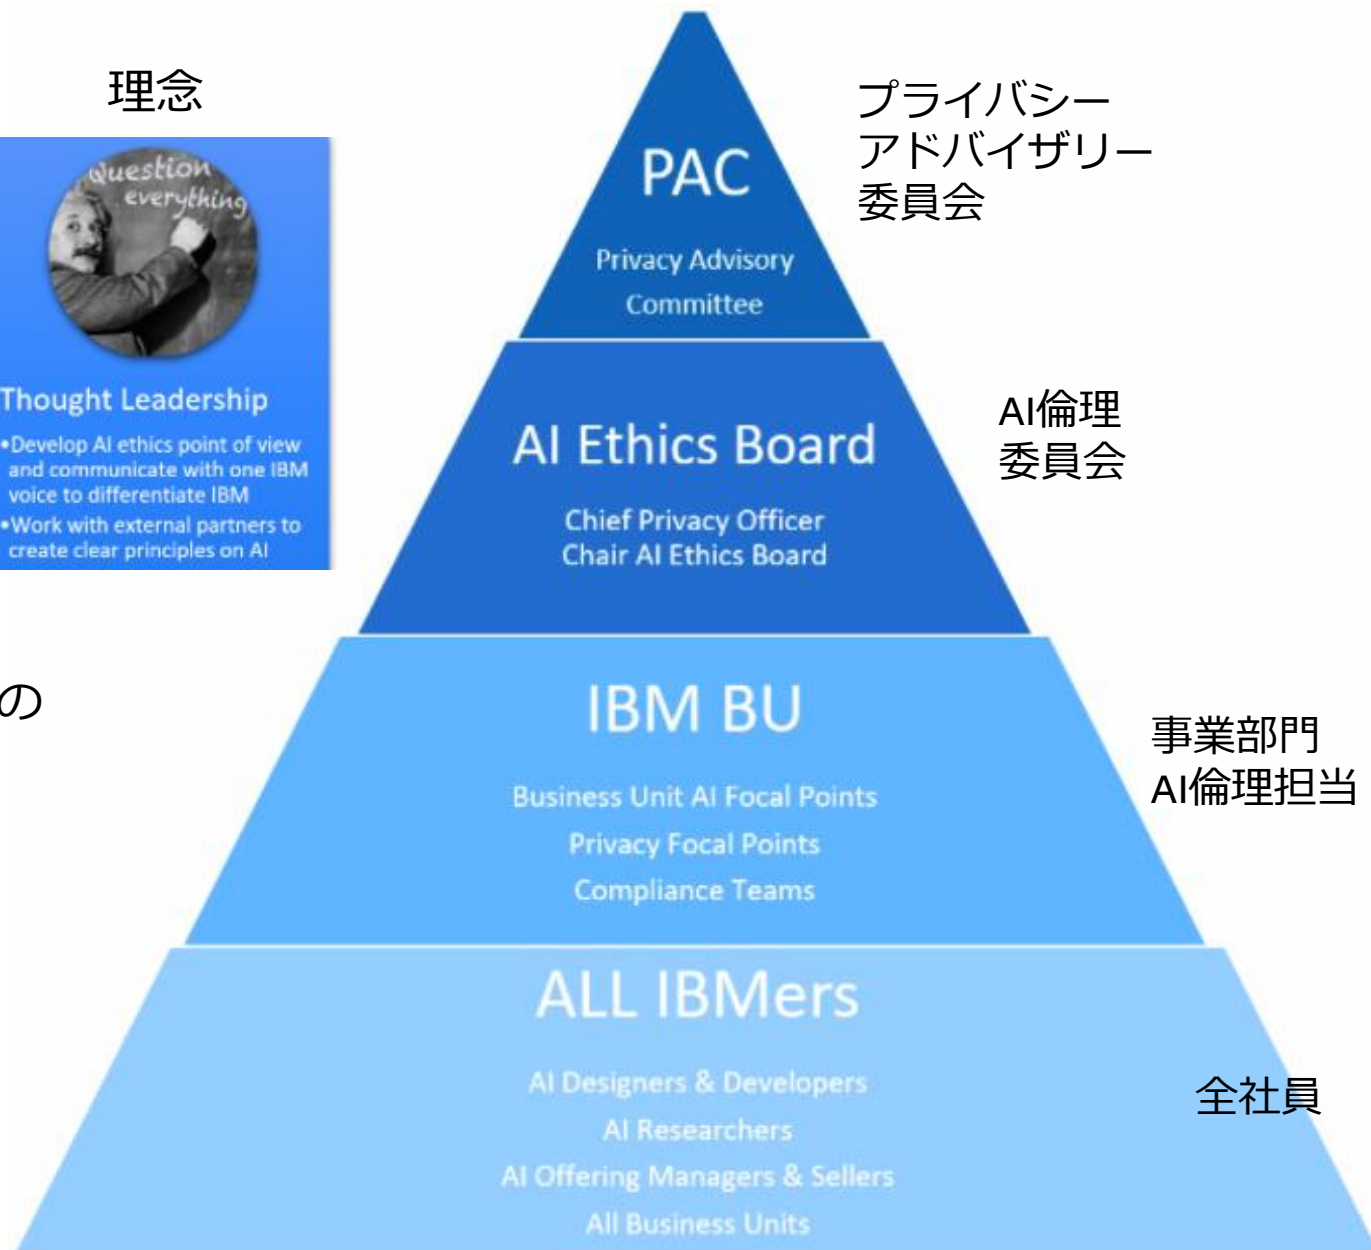 理念
Question
everything
Thought Leadership
•Develop AI ethics point of view
and communicate with one IBM
voice to differentiate IBM
•Work with external partners to
create clear principles on AI
の
PAC
Privacy Advisory
Committee
プライバシー
アドバイザリー
委員会
AI Ethics Board
Chief Privacy Officer
Chair AI Ethics Board
AI倫理
委員会
IBM BU
Business Unit AI Focal Points
Privacy Focal Points
Compliance Teams
事業部門
AI倫理担当
ALL IBMers
AI Designers & Developers
AI Researchers
AI Offering Managers & Sellers
All Business Units
全社員